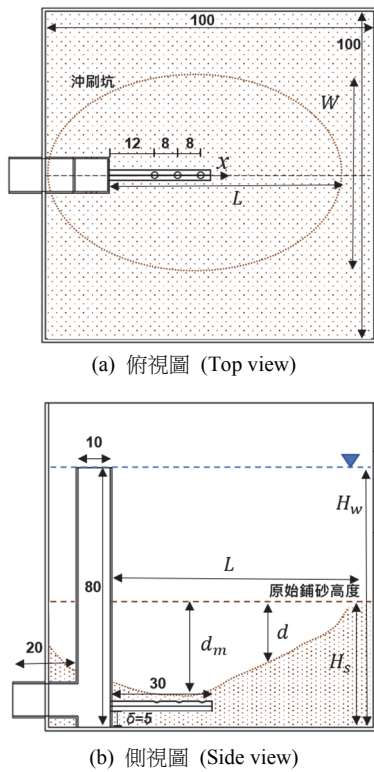 100
100
沖刷坑
W
12 8 8
x
L
(a) 俯視圖 (Top view)
10
H_w
L
80
原始鋪砂高度
20
d_m
d
H_s
30
δ=5
(b) 側視圖 (Side view)